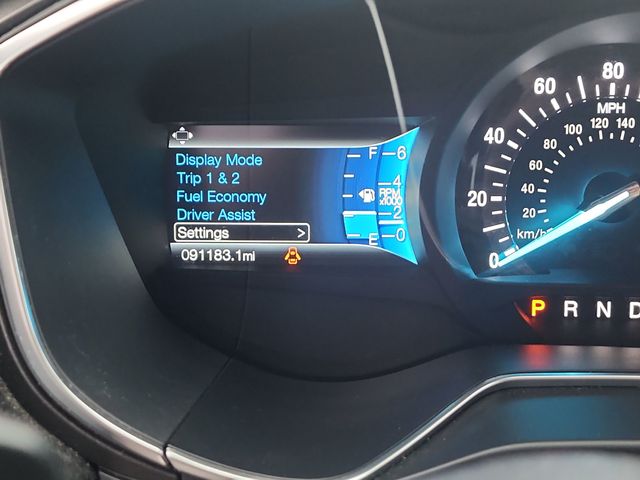 Display Mode
Trip 1 & 2
Fuel Economy
Driver Assist
Settings >
091183.1mi
F
E
6
4
RPM
x1000
2
0
80
60
40
20
0
MPH
140
120
100
80
60
40
20
km/h
P R N D